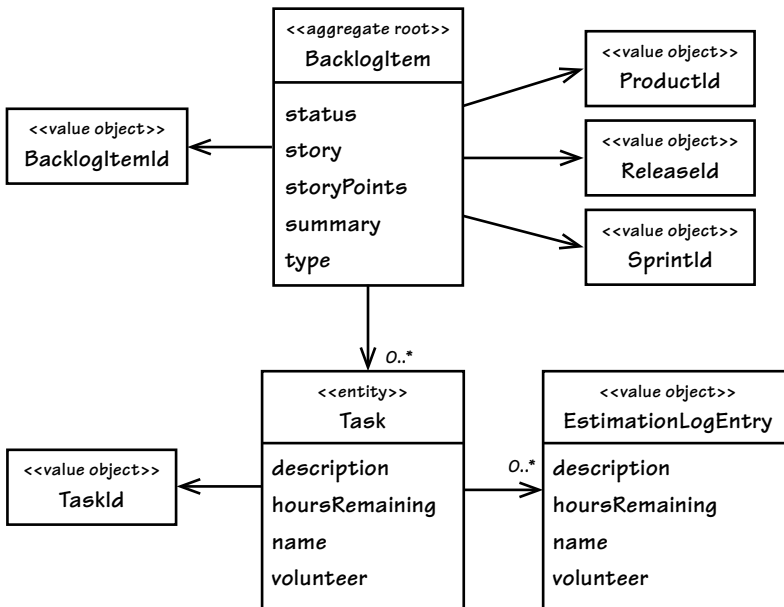 <<aggregate root>>
BacklogItem
status
story
storyPoints
summary
type
<<value object>>
BacklogItemId
<<value object>>
ProductId
<<value object>>
ReleaseId
<<value object>>
SprintId
0..*
<<entity>>
Task
description
hoursRemaining
name
volunteer
<<value object>>
TaskId
0..*
<<value object>>
EstimationLogEntry
description
hoursRemaining
name
volunteer